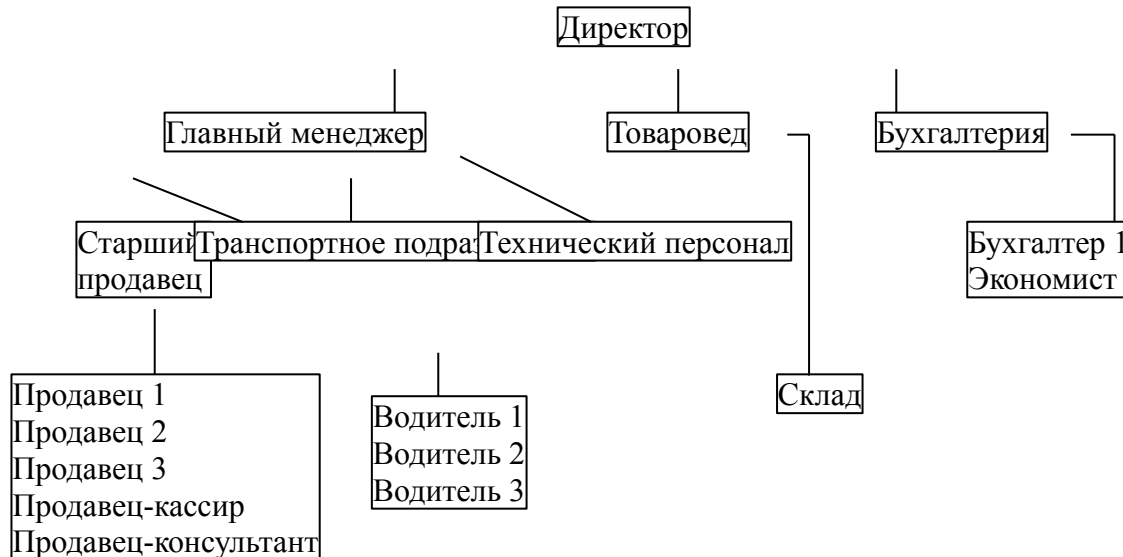 Директор
Главный менеджер
Товаровед
Бухгалтерия
Старший
продавец
Транспортное подраз
Технический персонал
Бухгалтер 1
Экономист
Продавец 1
Продавец 2
Продавец 3
Продавец-кассир
Продавец-консультант
Водитель 1
Водитель 2
Водитель 3
Склад